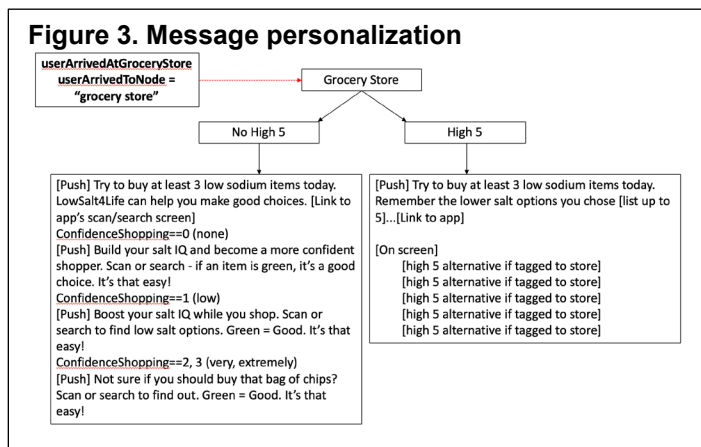 Figure 3. Message personalization
userArrivedAtGroceryStore
userArrivedToNode =
“grocery store”
Grocery Store
No High 5
High 5
[Push] Try to buy at least 3 low sodium items today.
LowSalt4Life can help you make good choices. [Link to
app’s scan/search screen]
ConfidenceShopping==0 (none)
[Push] Build your salt IQ and become a more confident
shopper. Scan or search - if an item is green, it’s a good
choice. It’s that easy!
ConfidenceShopping==1 (low)
[Push] Boost your salt IQ while you shop. Scan or
search to find low salt options. Green = Good. It’s that
easy!
ConfidenceShopping==2, 3 (very, extremely)
[Push] Not sure if you should buy that bag of chips?
Scan or search to find out. Green = Good. It’s that
easy!
[Push] Try to buy at least 3 low sodium items today.
Remember the lower salt options you chose [list up to
5]...[Link to app]
[On screen]
[high 5 alternative if tagged to store]
[high 5 alternative if tagged to store]
[high 5 alternative if tagged to store]
[high 5 alternative if tagged to store]
[high 5 alternative if tagged to store]